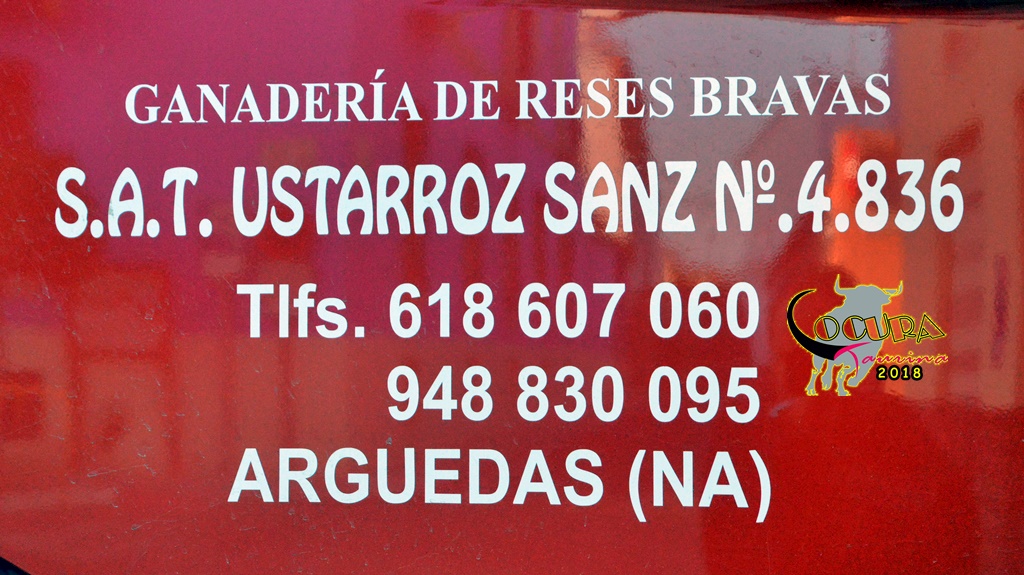 GANADERÍA DE RESES BRAVAS
S.A.T. USTARROZ SANZ Nº.4.836
Tlfs. 618 607 060
948 830 095
ARGUEDAS (NA)
LOCURA
Taurina
2018